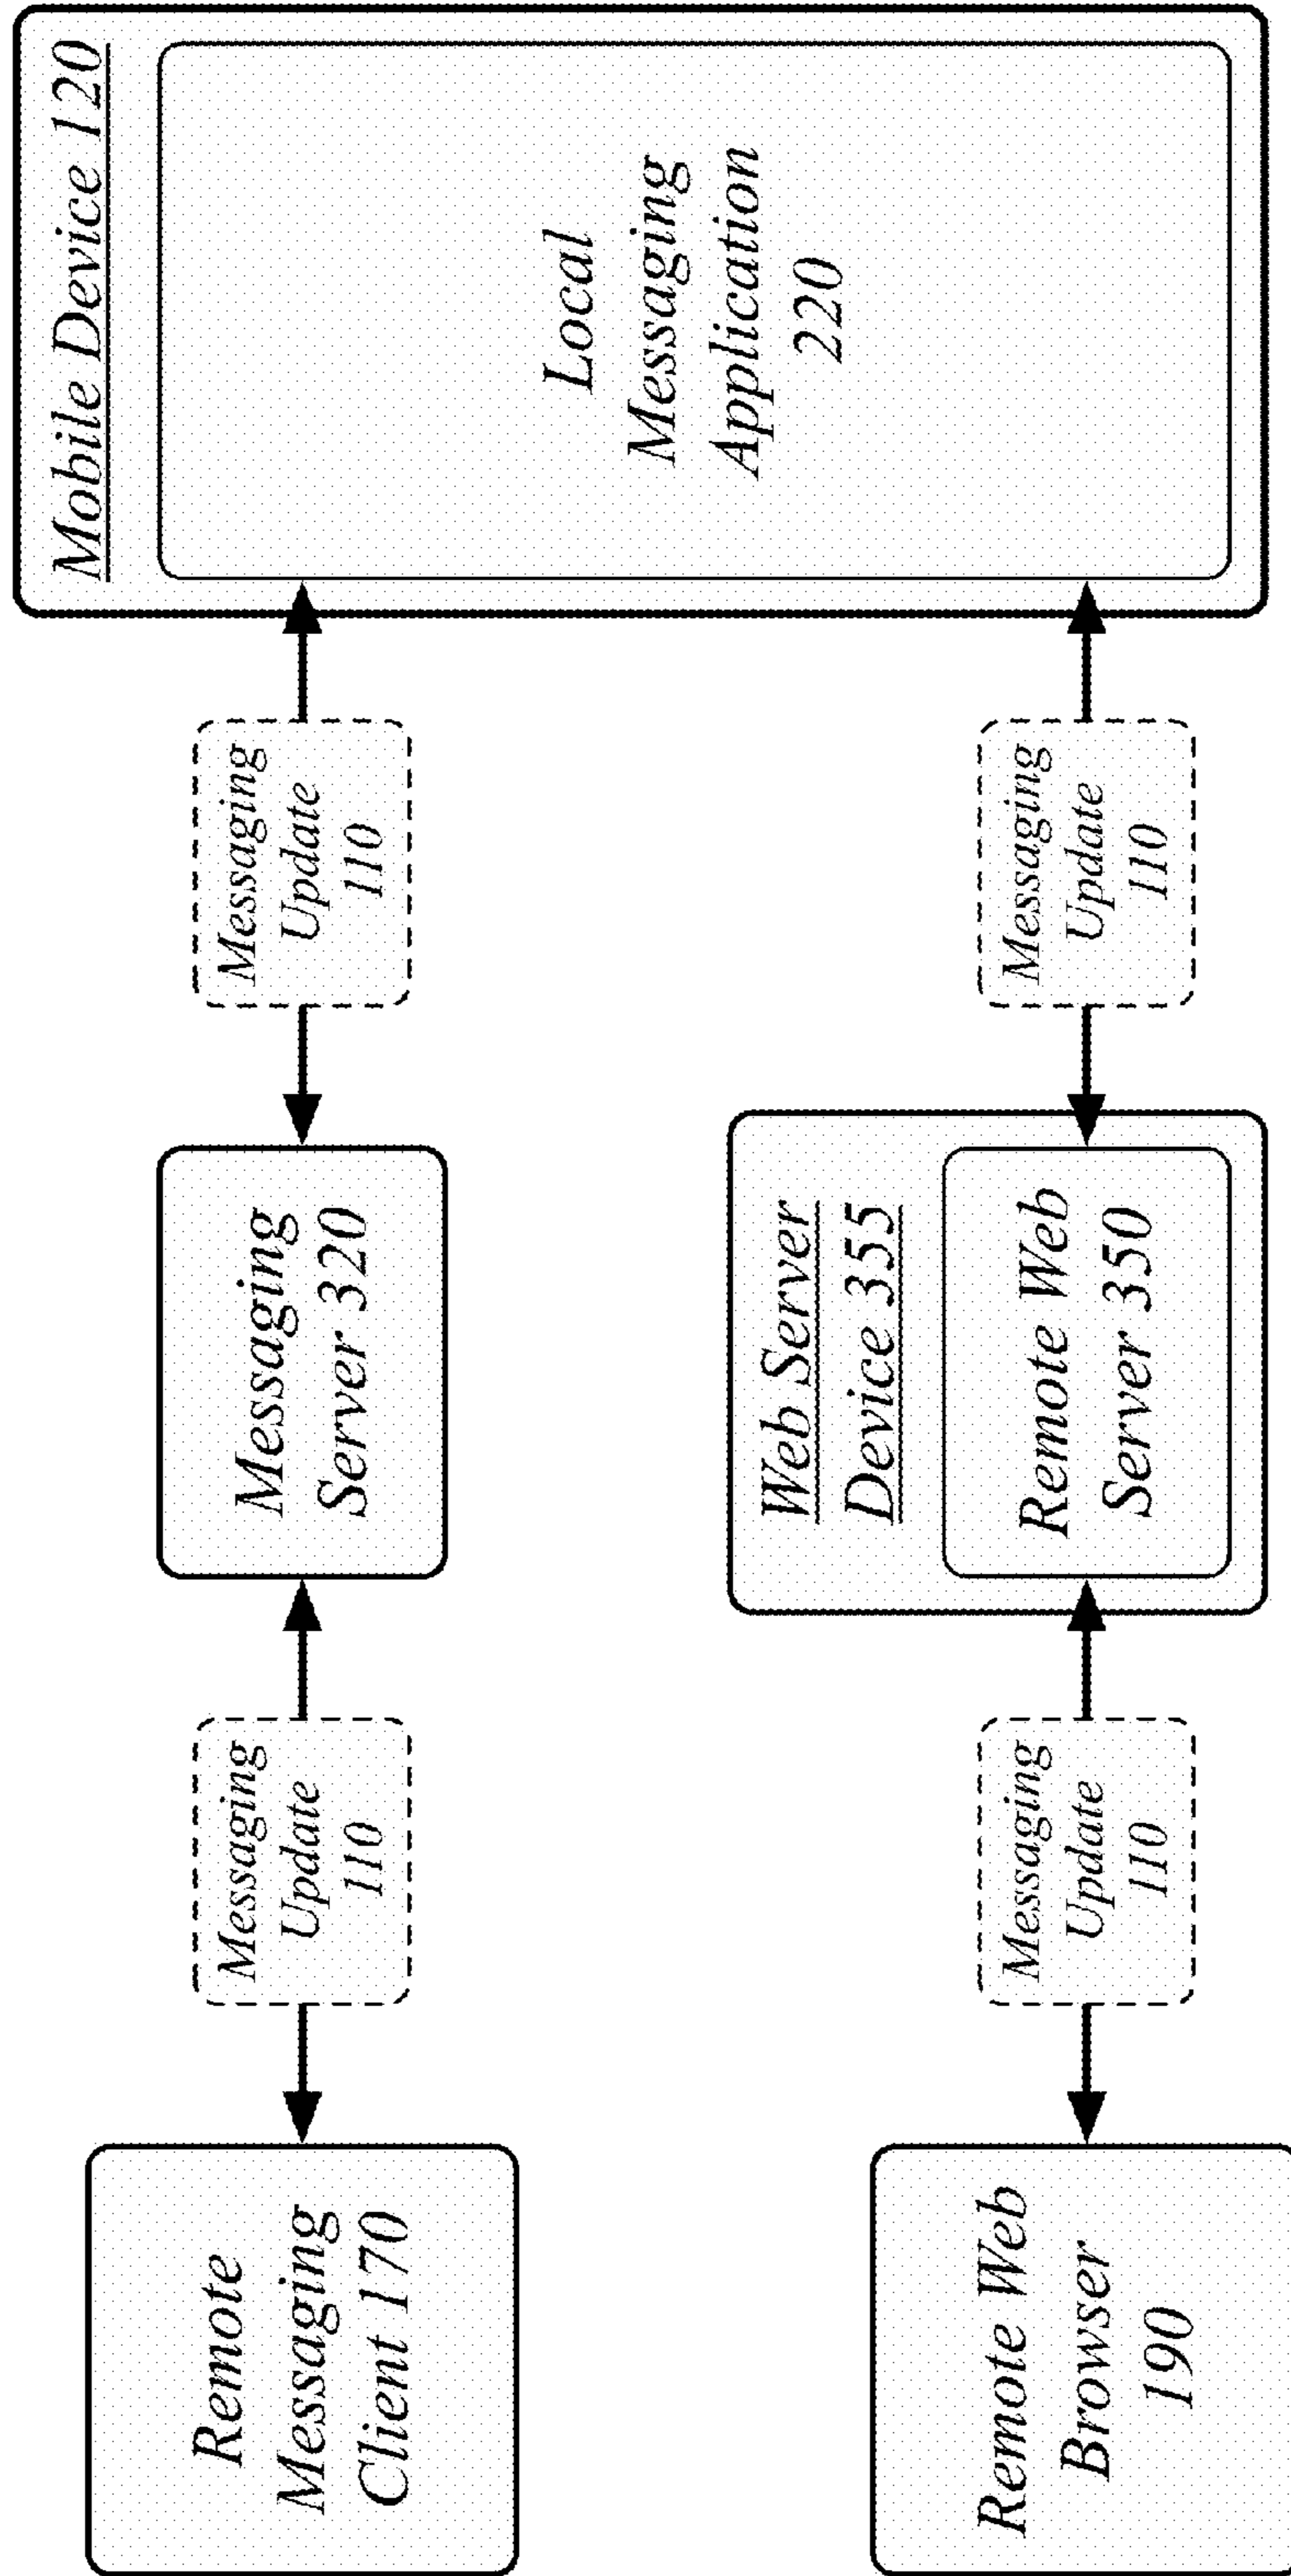 Mobile Device 120
Local
Messaging
Application
220
Messaging
Update
110
Messaging
Update
110
Messaging
Server 320
Web Server
Device 355
Remote Web
Server 350
Messaging
Update
110
Messaging
Update
110
Remote
Messaging
Client 170
Remote Web
Browser
190